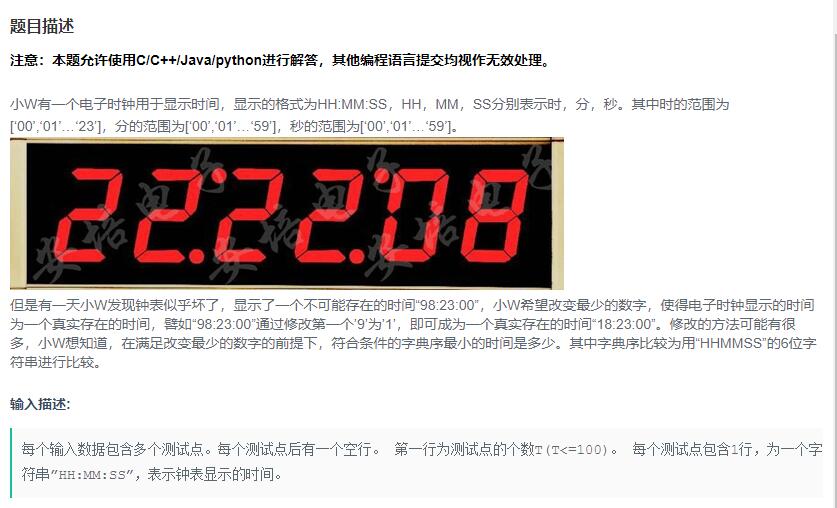 题目描述
注意：本题允许使用C/C++/Java/python进行解答，其他编程语言提交均视作无效处理。
小W有一个电子时钟用于显示时间，显示的格式为HH:MM:SS，HH，MM，SS分别表示时，分，秒。其中时的范围为
[‘00’,‘01’…‘23’]，分的范围为[‘00’,‘01’…‘59’]，秒的范围为[‘00’,‘01’…‘59’]。
22:22:08
但是有一天小W发现钟表似乎坏了，显示了一个不可能存在的时间“98:23:00”，小W希望改变最少的数字，使得电子时钟显示的时间
为一个真实存在的时间，譬如“98:23:00”通过修改第一个’9’为’1’，即可成为一个真实存在的时间“18:23:00”。修改的方法可能有很
多，小W想知道，在满足改变最少的数字的前提下，符合条件的字典序最小的时间是多少。其中字典序比较为用“HHMMSS”的6位字
符串进行比较。
输入描述:
每个输入数据包含多个测试点。每个测试点后有一个空行。 第一行为测试点的个数T(T<=100)。 每个测试点包含1行，为一个字
符串”HH:MM:SS”，表示钟表显示的时间。